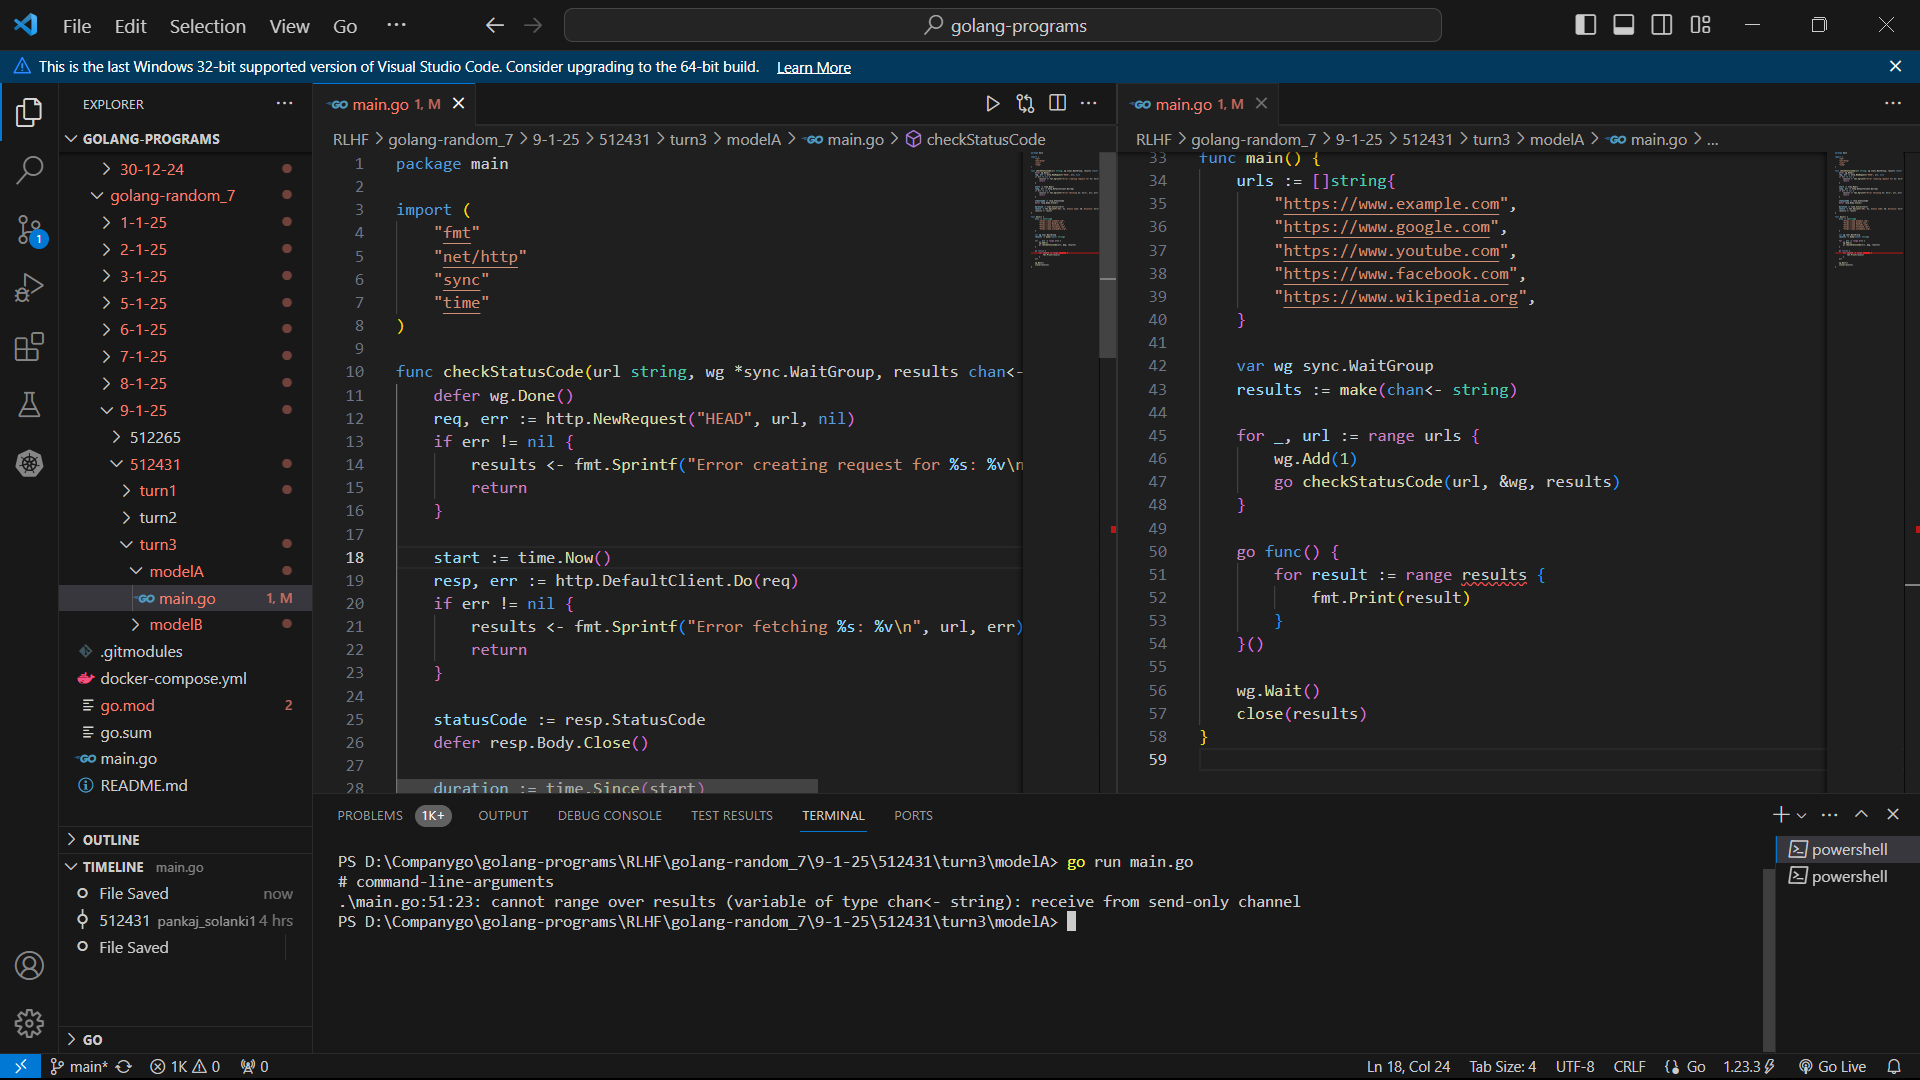 File Edit Selection View Go ··· golang-programs
This is the last Windows 32-bit supported version of Visual Studio Code. Consider upgrading to the 64-bit build. Learn More
EXPLORER ···
GOLANG-PROGRAMS
30-12-24
golang-random_7
1-1-25
2-1-25
3-1-25
5-1-25
6-1-25
7-1-25
8-1-25
9-1-25
512265
512431
turn1
turn2
turn3
modelA
main.go 1, M
modelB
.gitmodules
docker-compose.yml
go.mod 2
go.sum
main.go
README.md
OUTLINE
TIMELINE main.go
File Saved now
512431 pankaj_solanki1 4 hrs
File Saved
GO
main.go 1, M
RLHF > golang-random_7 > 9-1-25 > 512431 > turn3 > modelA > main.go > checkStatusCode
1 package main
2
3 import (
4 "fmt"
5 "net/http"
6 "sync"
7 "time"
8 )
9
10 func checkStatusCode(url string, wg *sync.WaitGroup, results chan<-
11 defer wg.Done()
12 req, err := http.NewRequest("HEAD", url, nil)
13 if err != nil {
14 results <- fmt.Sprintf("Error creating request for %s: %v\n
15 return
16 }
17
18 start := time.Now()
19 resp, err := http.DefaultClient.Do(req)
20 if err != nil {
21 results <- fmt.Sprintf("Error fetching %s: %v\n", url, err)
22 return
23 }
24
25 statusCode := resp.StatusCode
26 defer resp.Body.Close()
27
28 duration := time.Since(start)
main.go 1, M
RLHF > golang-random_7 > 9-1-25 > 512431 > turn3 > modelA > main.go > ...
33 func main() {
34 urls := []string{
35 "https://www.example.com",
36 "https://www.google.com",
37 "https://www.youtube.com",
38 "https://www.facebook.com",
39 "https://www.wikipedia.org",
40 }
41
42 var wg sync.WaitGroup
43 results := make(chan<- string)
44
45 for _, url := range urls {
46 wg.Add(1)
47 go checkStatusCode(url, &wg, results)
48 }
49
50 go func() {
51 for result := range results {
52 fmt.Print(result)
53 }
54 }()
55
56 wg.Wait()
57 close(results)
58 }
59
PROBLEMS 1K+ OUTPUT DEBUG CONSOLE TEST RESULTS TERMINAL PORTS
PS D:\Companygo\golang-programs\RLHF\golang-random_7\9-1-25\512431\turn3\modelA> go run main.go
# command-line-arguments
.\main.go:51:23: cannot range over results (variable of type chan<- string): receive from send-only channel
PS D:\Companygo\golang-programs\RLHF\golang-random_7\9-1-25\512431\turn3\modelA>
powershell
powershell
main* 1K 0 0 Ln 18, Col 24 Tab Size: 4 UTF-8 CRLF Go 1.23.3 Go Live